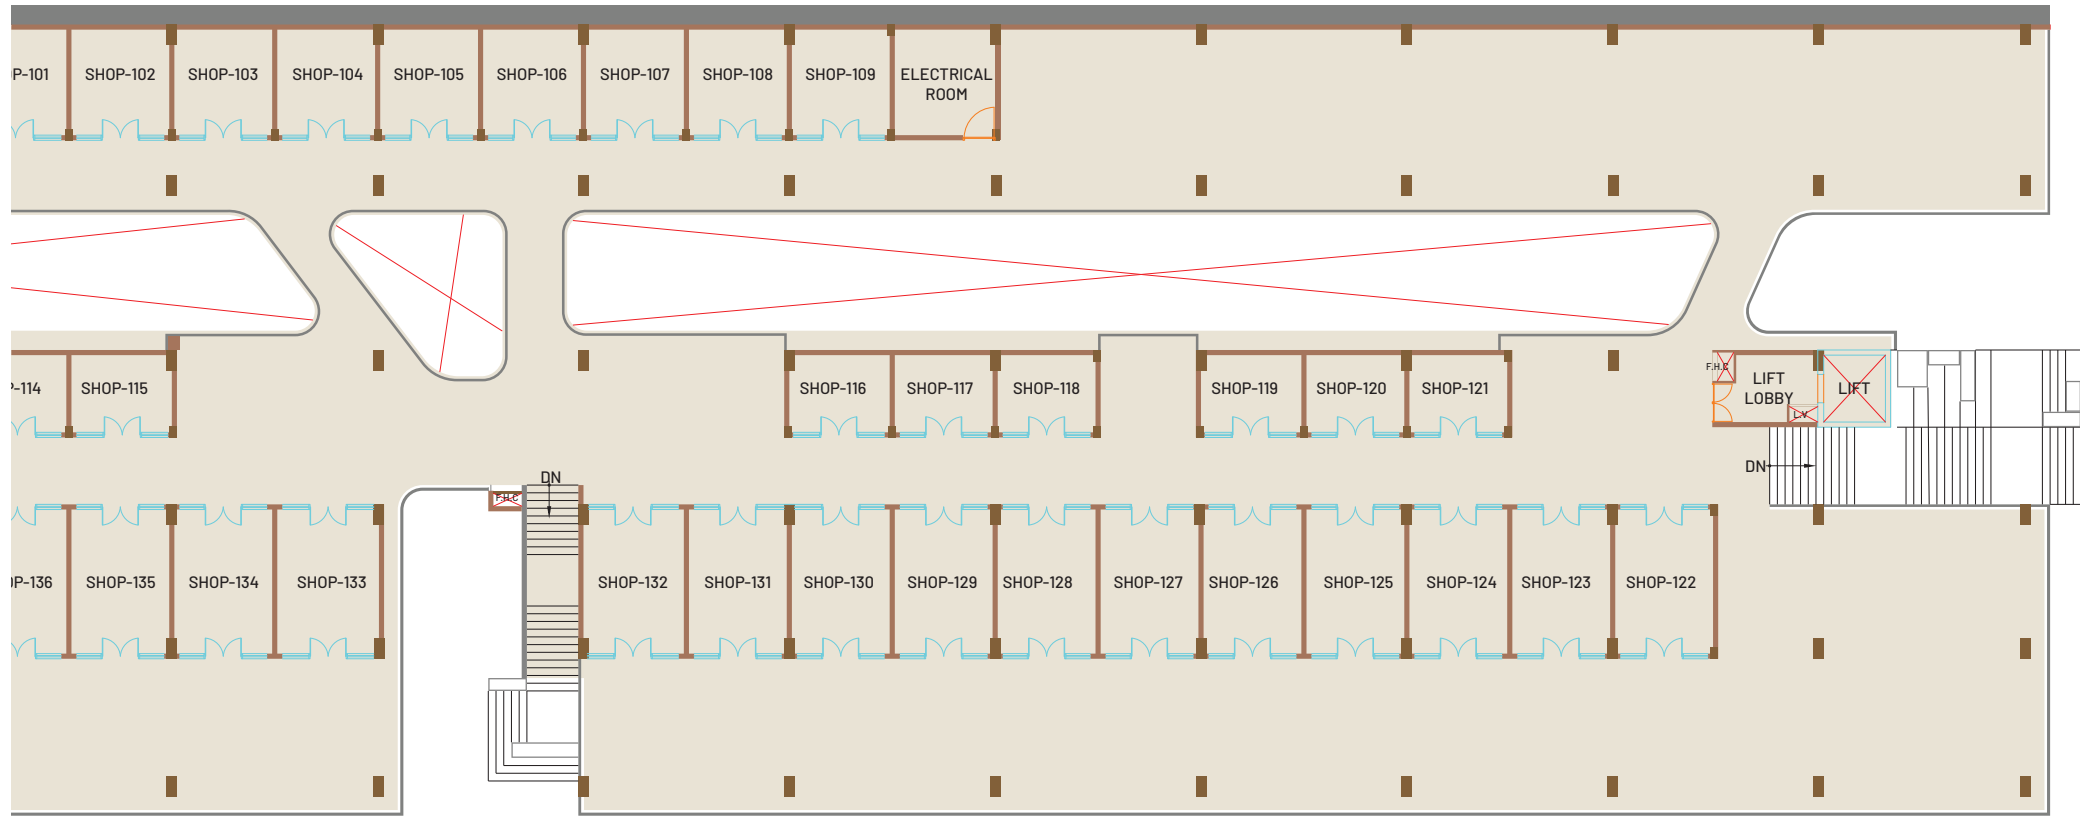 P-101 SHOP-102 SHOP-103 SHOP-104 SHOP-105 SHOP-106 SHOP-107 SHOP-108 SHOP-109 ELECTRICAL
ROOM
-114 SHOP-115 SHOP-116 SHOP-117 SHOP-118 SHOP-119 SHOP-120 SHOP-121
F.H.C
LIFT
LOBBY
LIFT
L.V
DN
DN
F.H.C
P-136 SHOP-135 SHOP-134 SHOP-133 SHOP-132 SHOP-131 SHOP-130 SHOP-129 SHOP-128 SHOP-127 SHOP-126 SHOP-125 SHOP-124 SHOP-123 SHOP-122